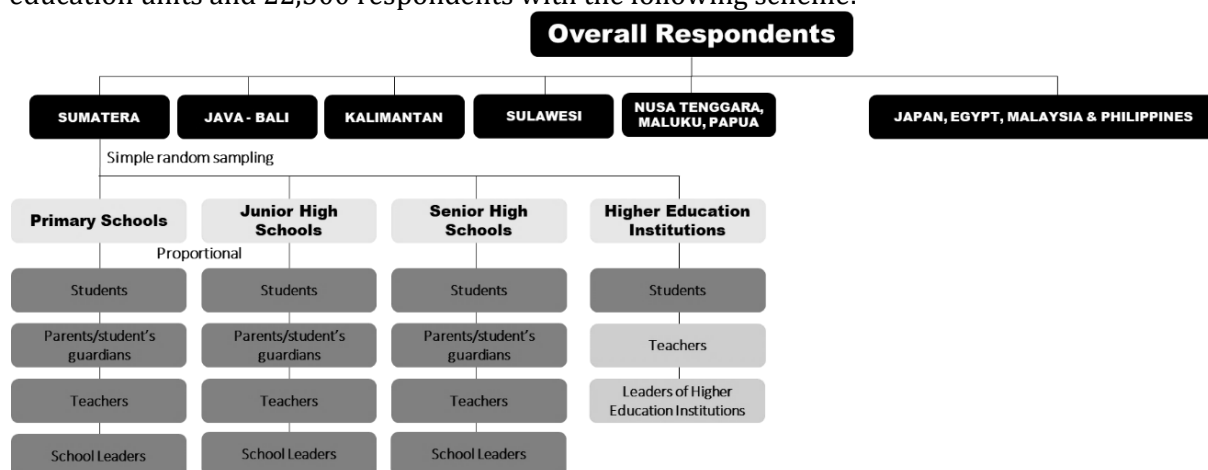 education units and 22,500 respondents with the following scheme:
Overall Respondents
SUMATERA
JAVA - BALI
KALIMANTAN
SULAWESI
NUSA TENGGARA,
MALUKU, PAPUA
JAPAN, EGYPT, MALAYSIA & PHILIPPINES
Simple random sampling
Primary Schools
Junior High
Schools
Senior High
Schools
Higher Education
Institutions
Proportional
Students
Students
Students
Students
Parents/student's
guardians
Parents/student's
guardians
Parents/student's
guardians
Teachers
Teachers
Teachers
Teachers
Leaders of Higher
Education Institutions
School Leaders
School Leaders
School Leaders